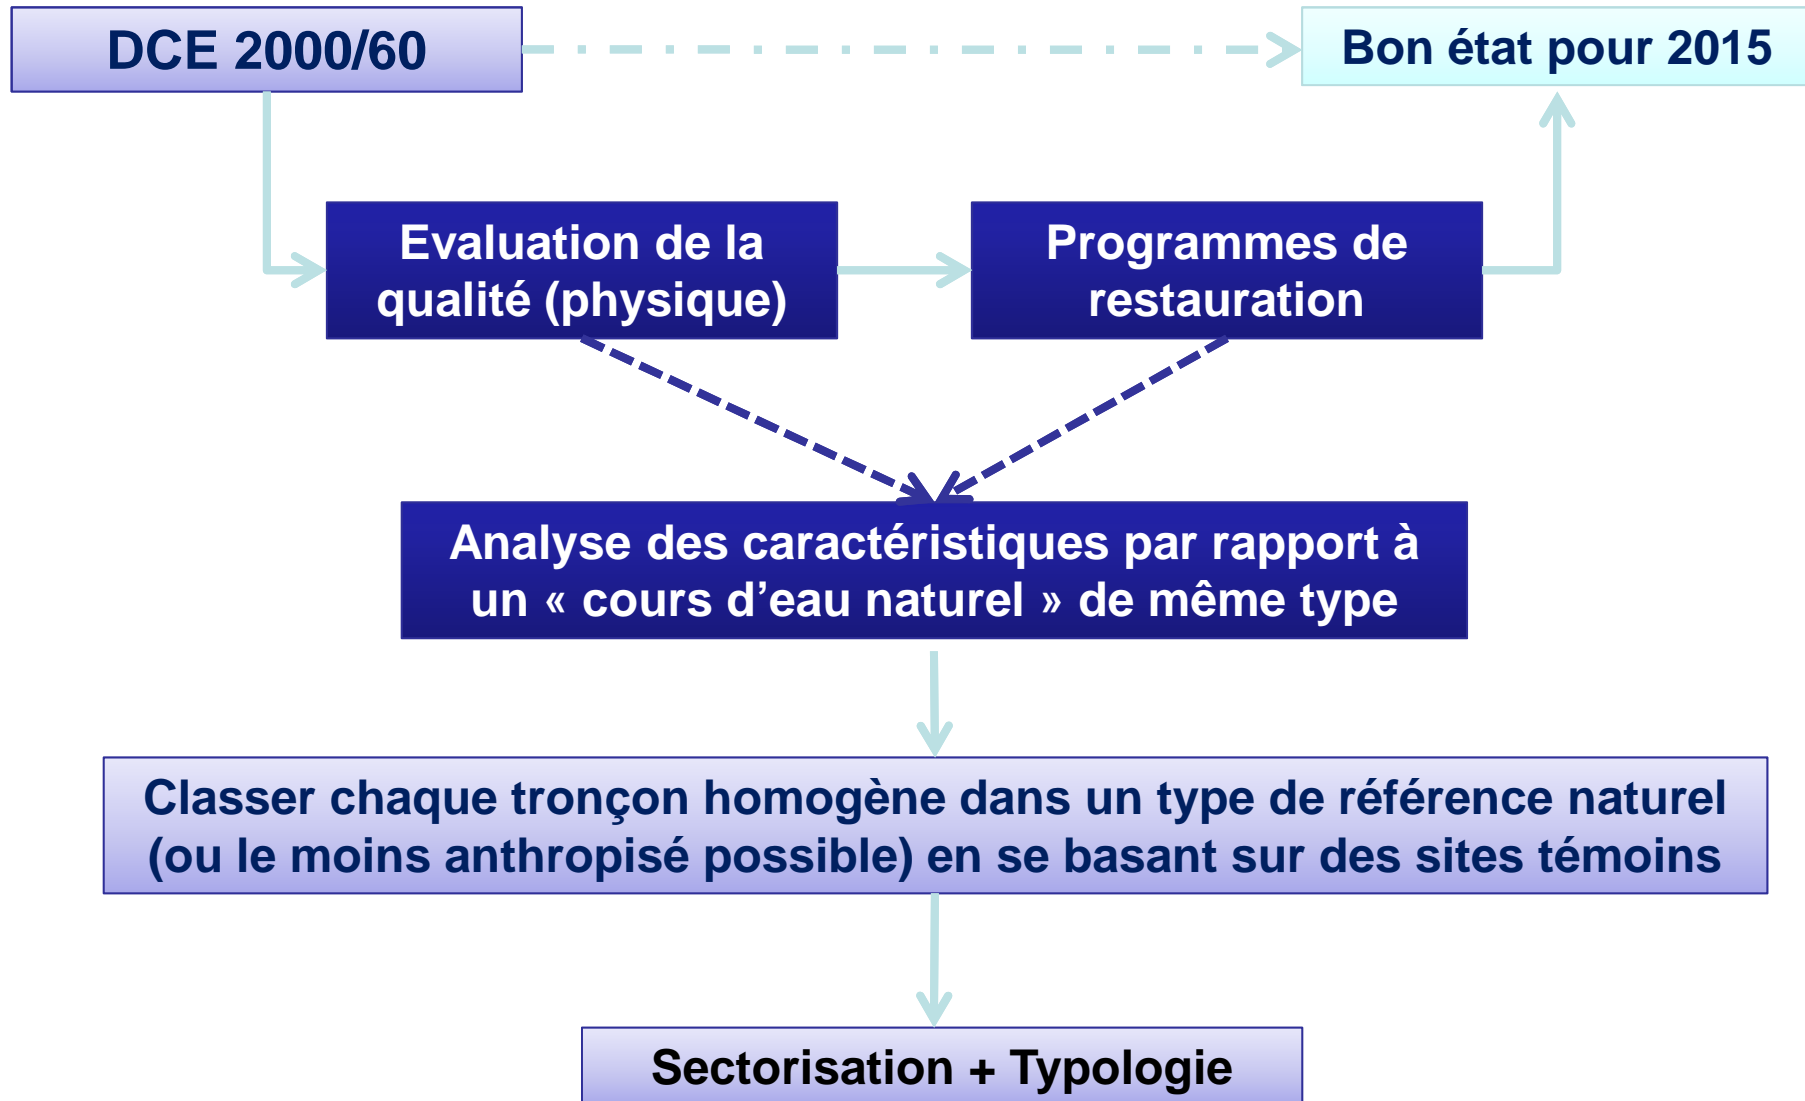 DCE 2000/60
Bon état pour 2015
Evaluation de la
qualité (physique)
Programmes de
restauration
Analyse des caractéristiques par rapport à
un « cours d’eau naturel » de même type
Classer chaque tronçon homogène dans un type de référence naturel
(ou le moins anthropisé possible) en se basant sur des sites témoins
Sectorisation + Typologie